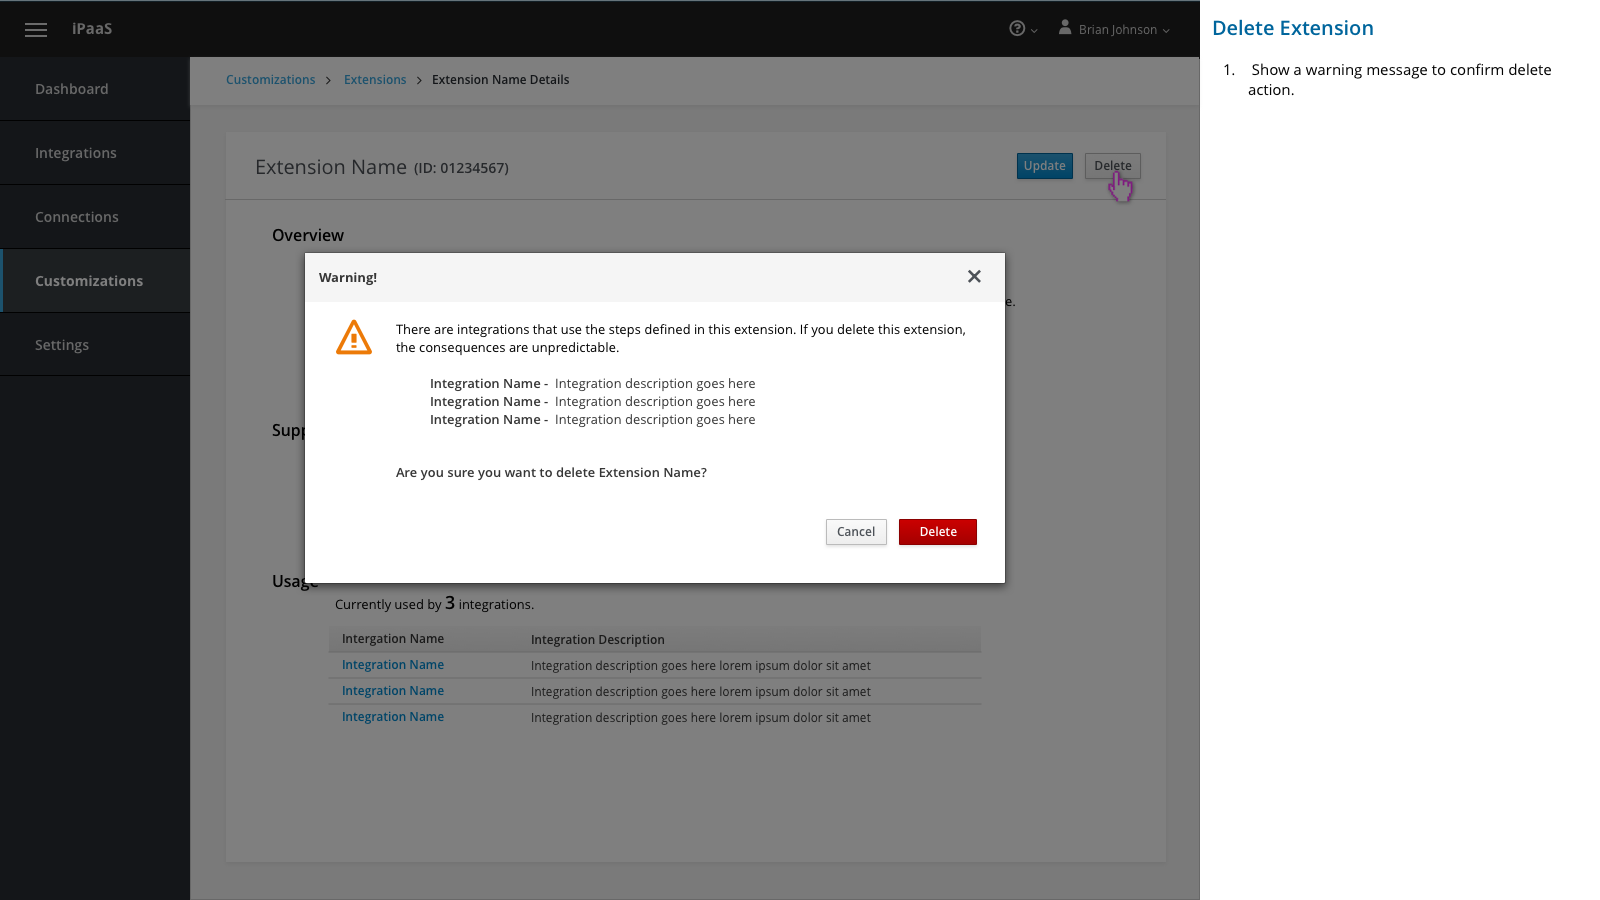 iPaaS
Brian Johnson
Delete Extension
1. Show a warning message to confirm delete
action.
Dashboard
Integrations
Connections
Customizations
Settings
Customizations > Extensions > Extension Name Details
Extension Name (ID: 01234567)
Update
Delete
Overview
e.
Warning!
There are integrations that use the steps defined in this extension. If you delete this extension,
the consequences are unpredictable.
Integration Name - Integration description goes here
Integration Name - Integration description goes here
Integration Name - Integration description goes here
Are you sure you want to delete Extension Name?
Cancel
Delete
Usage
Currently used by 3 integrations.
Intergation Name Integration Description
Integration Name Integration description goes here lorem ipsum dolor sit amet
Integration Name Integration description goes here lorem ipsum dolor sit amet
Integration Name Integration description goes here lorem ipsum dolor sit amet